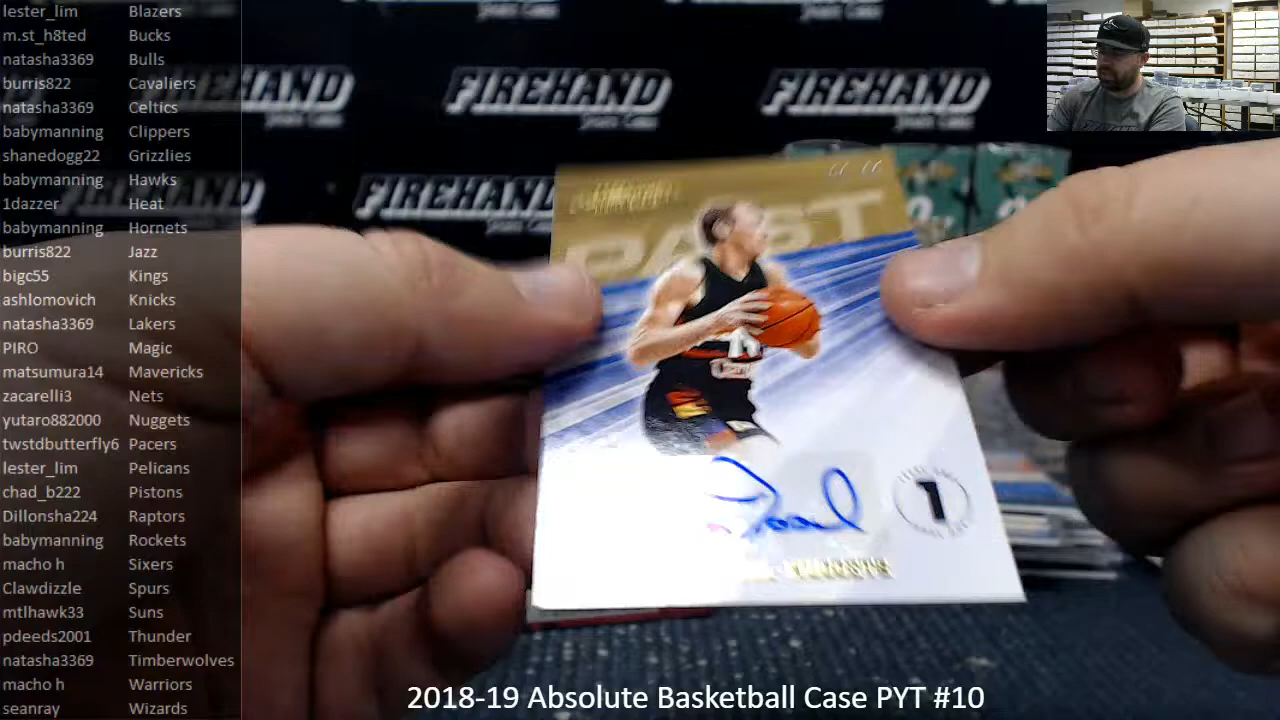 lester_lim Blazers
m.st_h8ted Bucks
natasha3369 Bulls
burris822 Cavaliers
natasha3369 Celtics
babymanning Clippers
shanedogg22 Grizzlies
babymanning Hawks
1dazzer Heat
babymanning Hornets
burris822 Jazz
bigc55 Kings
ashlomovich Knicks
natasha3369 Lakers
PIRO Magic
matsumura14 Mavericks
zacarelli3 Nets
yutaro882000 Nuggets
twstdbutterfly6 Pacers
lester_lim Pelicans
chad_b222 Pistons
Dillonsha224 Raptors
babymanning Rockets
macho h Sixers
Clawdizzle Spurs
mtlhawk33 Suns
pdeeds2001 Thunder
natasha3369 Timberwolves
macho h Warriors
seanray Wizards
FIREHAND
FIREHAND
FIREHAND
FIREHAND
PAST
1
2018-19 Absolute Basketball Case PYT #10